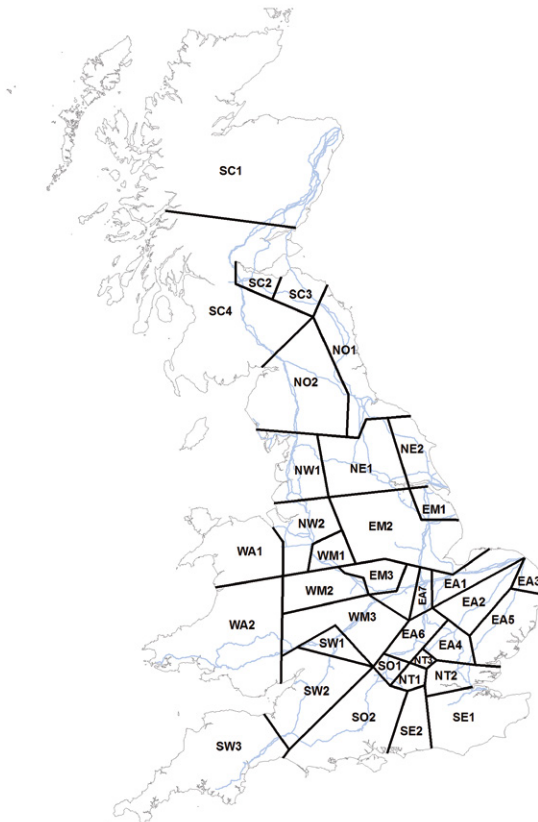 SC1
SC2
SC3
SC4
NO1
NO2
NE2
NW1
NE1
EM1
NW2
EM2
WA1
WM1
EM3
EA1
EA3
WM2
EA7
EA2
WM3
EA5
WA2
EA6
SW1
EA4
SO1
NT3
NT2
NT1
SW2
SO2
SE1
SE2
SW3